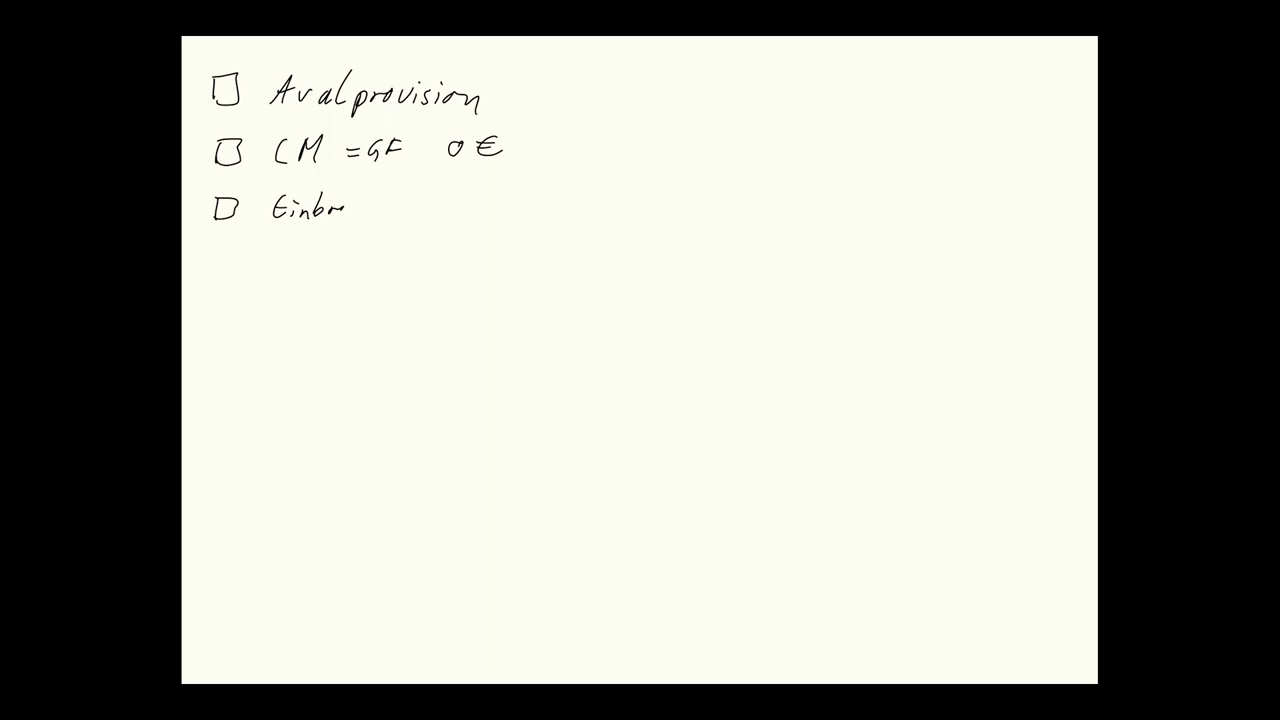 ☐ Avalprovision
☐ CM = GF 0 €
☐ Einbr